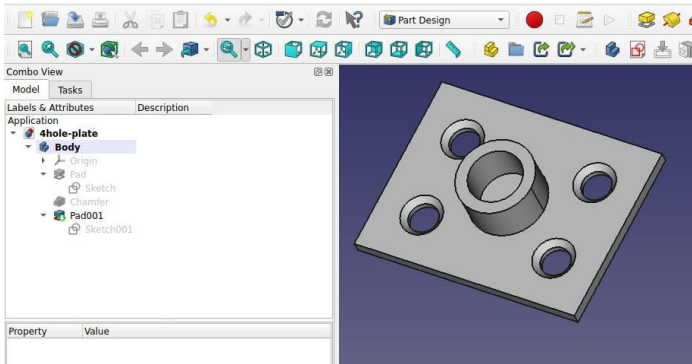 Part Design
Combo View
Model Tasks
Labels & Attributes Description
Application
4hole-plate
Body
Origin
Pad
Sketch
Chamfer
Pad001
Sketch001
Property Value